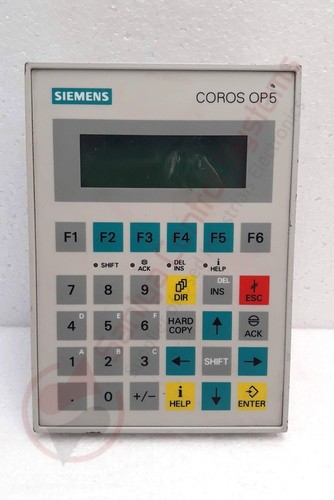 SIEMENS COROS OP5
F1 F2 F3 F4 F5 F6
SHIFT ACK DEL INS i HELP
7 8 9 DIR INS DEL ESC
4 D 5 E 6 F HARD COPY ACK
1 A 2 B 3 C SHIFT
. 0 +/- i HELP ENTER